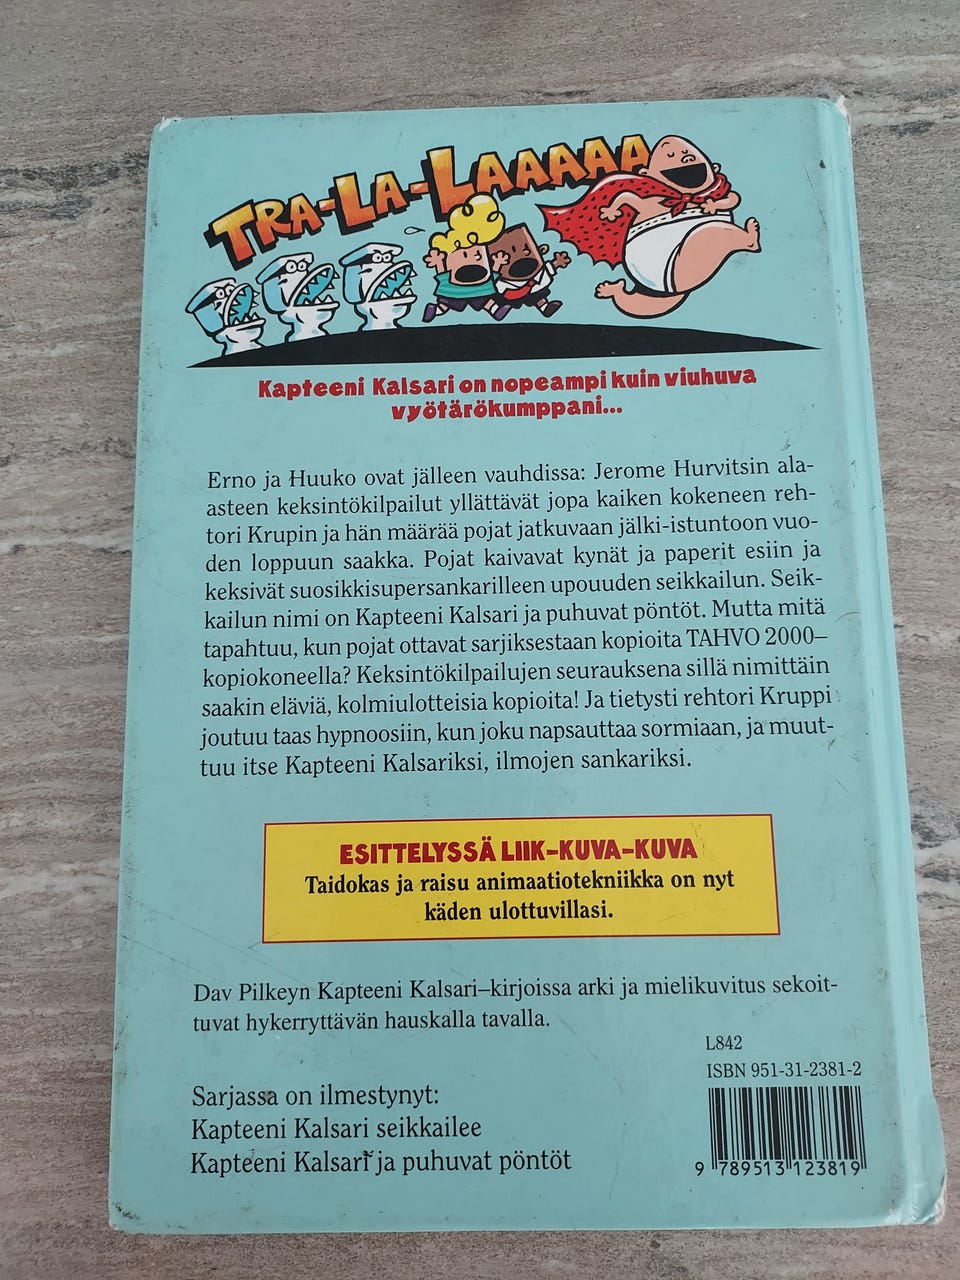 TRA-LA-LAAAAA
Kapteeni Kalsari on nopeampi kuin viuhuva
vyötärökumppani...
Erno ja Huuko ovat jälleen vauhdissa: Jerome Hurvitsin ala-
asteen keksintökilpailut yllättävät jopa kaiken kokeneen reh-
tori Krupin ja hän määrää pojat jatkuvaan jälki-istuntoon vuo-
den loppuun saakka. Pojat kaivavat kynät ja paperit esiin ja
keksivät suosikkisupersankarilleen upouuden seikkailun. Seik-
kailun nimi on Kapteeni Kalsari ja puhuvat pöntöt. Mutta mitä
tapahtuu, kun pojat ottavat sarjiksestaan kopioita TAHVO 2000–
kopiokoneella? Keksintökilpailujen seurauksena sillä nimittäin
saakin eläviä, kolmiulotteisia kopioita! Ja tietysti rehtori Kruppi
joutuu taas hypnoosiin, kun joku napsauttaa sormiaan, ja muut-
tuu itse Kapteeni Kalsariksi, ilmojen sankariksi.
ESITTELYSSÄ LIIK-KUVA-KUVA
Taidokas ja raisu animaatiotekniikka on nyt
käden ulottuvillasi.
Dav Pilkeyn Kapteeni Kalsari–kirjoissa arki ja mielikuvitus sekoit-
tuvat hykerryttävän hauskalla tavalla.
L842
ISBN 951-31-2381-2
Sarjassa on ilmestynyt:
Kapteeni Kalsari seikkailee
Kapteeni Kalsari ja puhuvat pöntöt
9 789513 123819